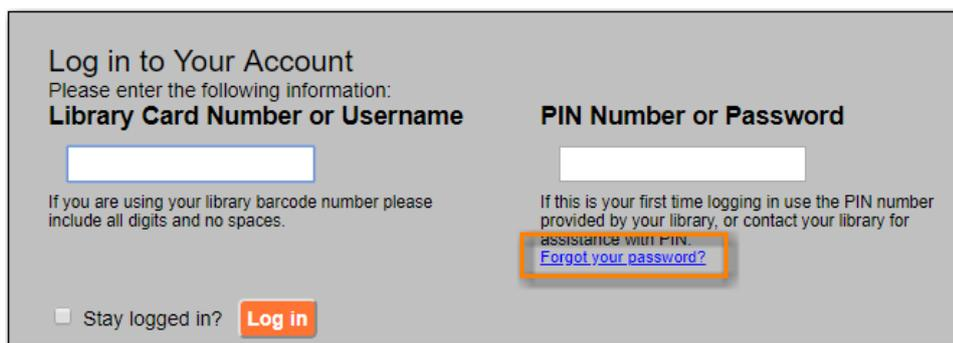 Log in to Your Account
Please enter the following information:
Library Card Number or Username
If you are using your library barcode number please
include all digits and no spaces.
PIN Number or Password
If this is your first time logging in use the PIN number
provided by your library, or contact your library for
assistance with PIN.
Forgot your password?
Stay logged in?
Log in